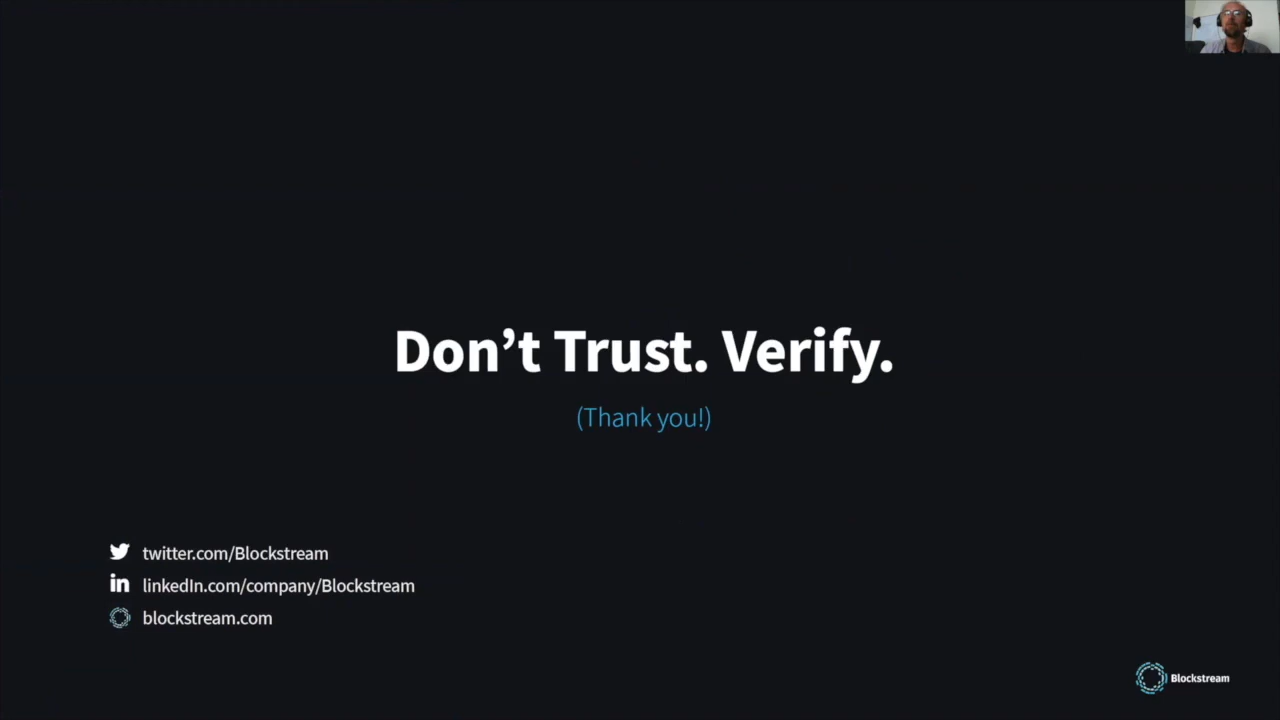 Don’t Trust. Verify.
(Thank you!)
twitter.com/Blockstream
linkedIn.com/company/Blockstream
blockstream.com
Blockstream